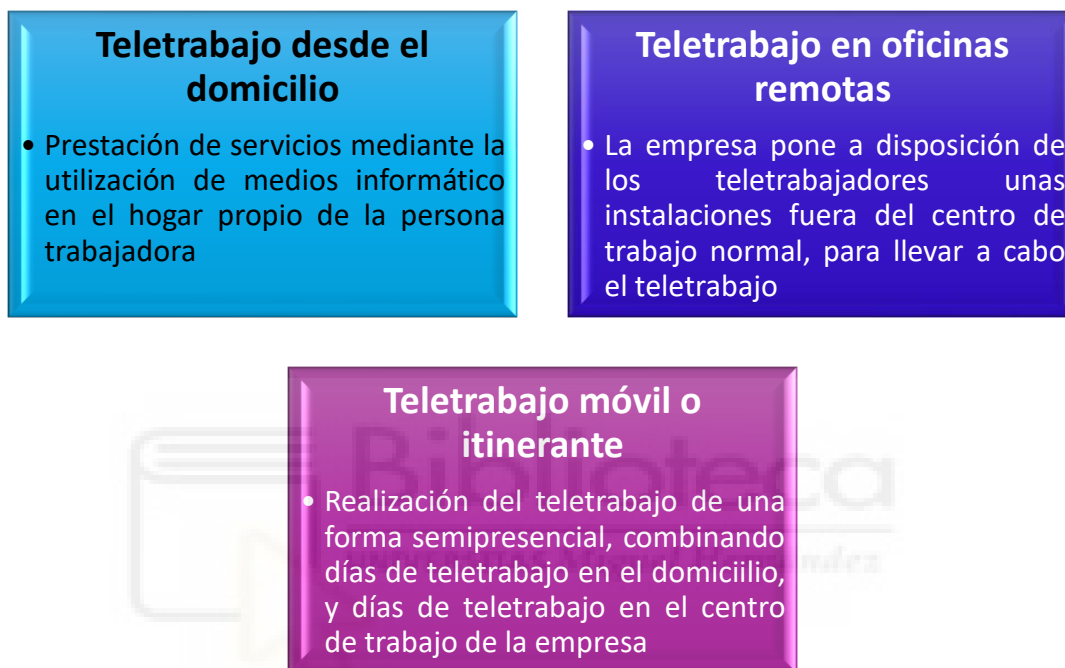 Teletrabajo desde el
domicilio
• Prestación de servicios mediante la
utilización de medios informático
en el hogar propio de la persona
trabajadora
Teletrabajo en oficinas
remotas
• La empresa pone a disposición de
los teletrabajadores unas
instalaciones fuera del centro de
trabajo normal, para llevar a cabo
el teletrabajo
Teletrabajo móvil o
itinerante
• Realización del teletrabajo de una
forma semipresencial, combinando
días de teletrabajo en el domiciilio,
y días de teletrabajo en el centro
de trabajo de la empresa
Biblioteca